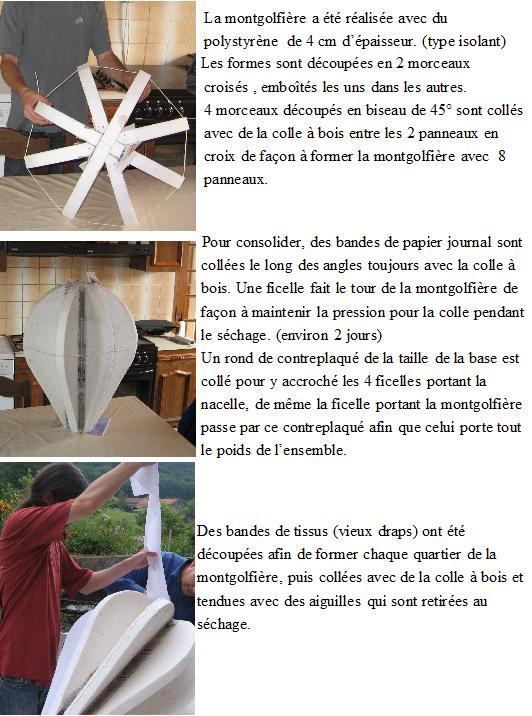 La montgolfière a été réalisée avec du
polystyrène de 4 cm d'épaisseur. (type isolant)
Les formes sont découpées en 2 morceaux
croisés , emboîtés les uns dans les autres.
4 morceaux découpés en biseau de 45° sont collés
avec de la colle à bois entre les 2 panneaux en
croix de façon à former la montgolfière avec 8
panneaux.
Pour consolider, des bandes de papier journal sont
collées le long des angles toujours avec la colle à
bois. Une ficelle fait le tour de la montgolfière de
façon à maintenir la pression pour la colle pendant
le séchage. (environ 2 jours)
Un rond de contreplaqué de la taille de la base est
collé pour y accroché les 4 ficelles portant la
nacelle, de même la ficelle portant la montgolfière
passe par ce contreplaqué afin que celui porte tout
le poids de l'ensemble.
Des bandes de tissus (vieux draps) ont été
découpées afin de former chaque quartier de la
montgolfière, puis collées avec de la colle à bois et
tendues avec des aiguilles qui sont retirées au
séchage.